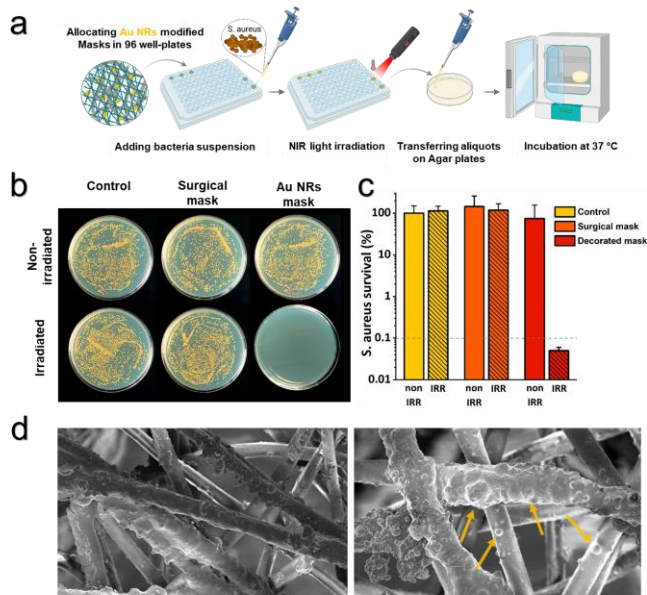 a
Allocating Au NRs modified
Masks in 96 well-plates
S. aureus
Adding bacteria suspension
NIR light irradiation
Transferring aliquots
on Agar plates
Incubation at 37 °C
b
Control
Surgical
mask
Au NRs
mask
Non-
irradiated
Irradiated
c
S. aureus survival (%)
100
10
1
0.1
0.01
Control
Surgical mask
Decorated mask
non
IRR
IRR
non
IRR
IRR
non
IRR
IRR
d